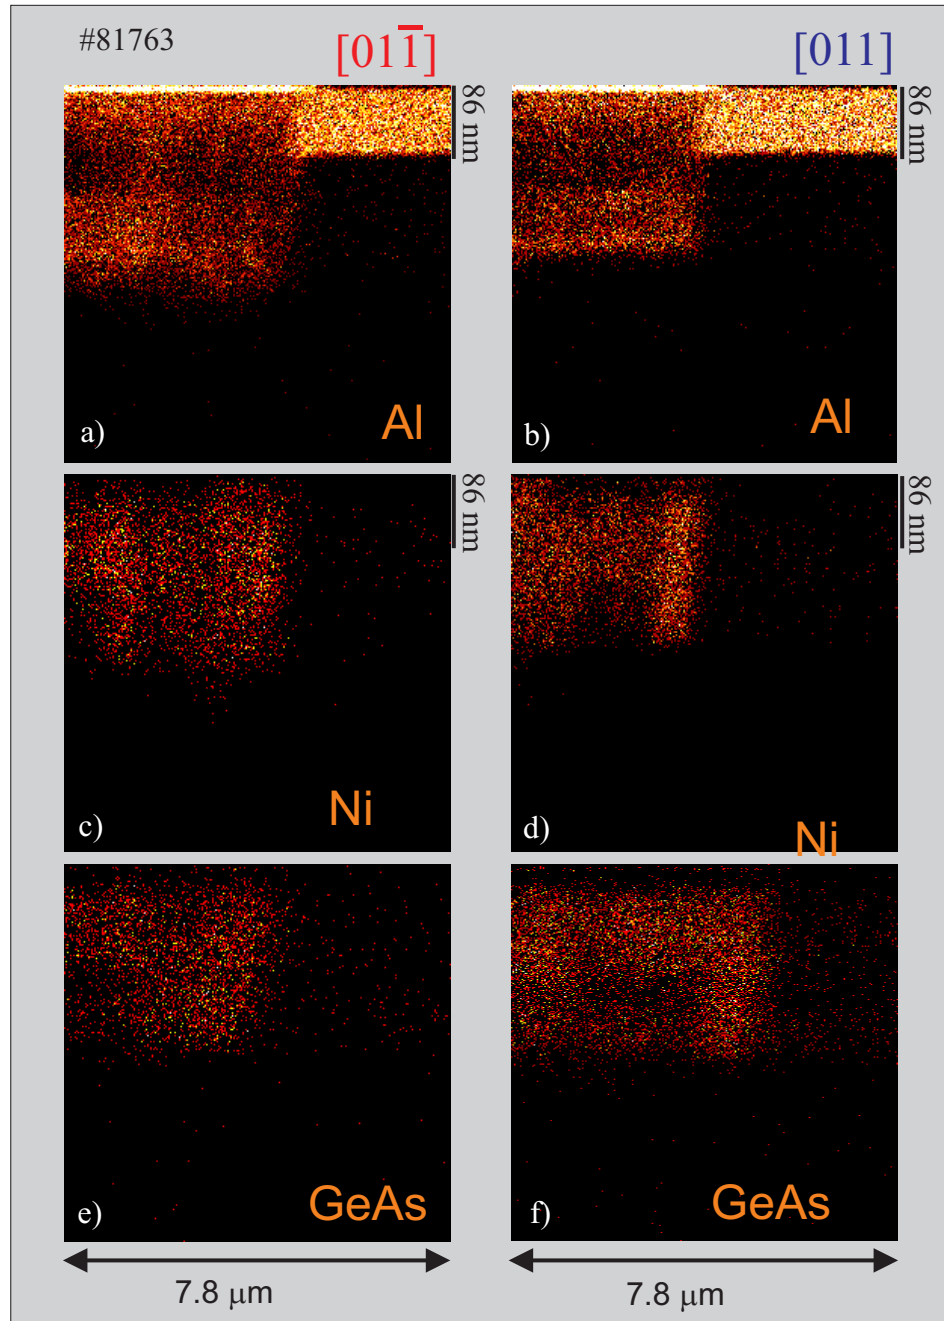 #81763
[011̅]
[011]
86 nm
86 nm
a)
Al
b)
Al
86 nm
86 nm
c)
Ni
d)
Ni
e)
GeAs
f)
GeAs
7.8 μm
7.8 μm